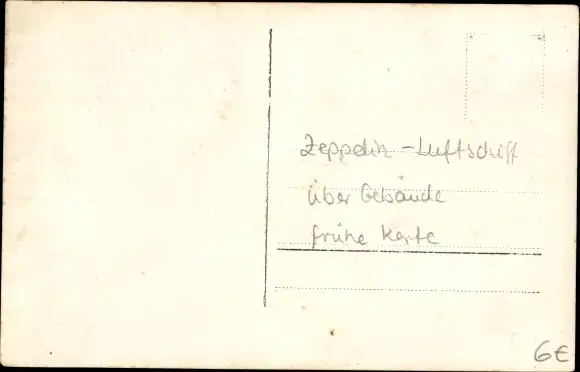 Zeppelin-Luftschiff
über Gebäude
frühe Karte
6€